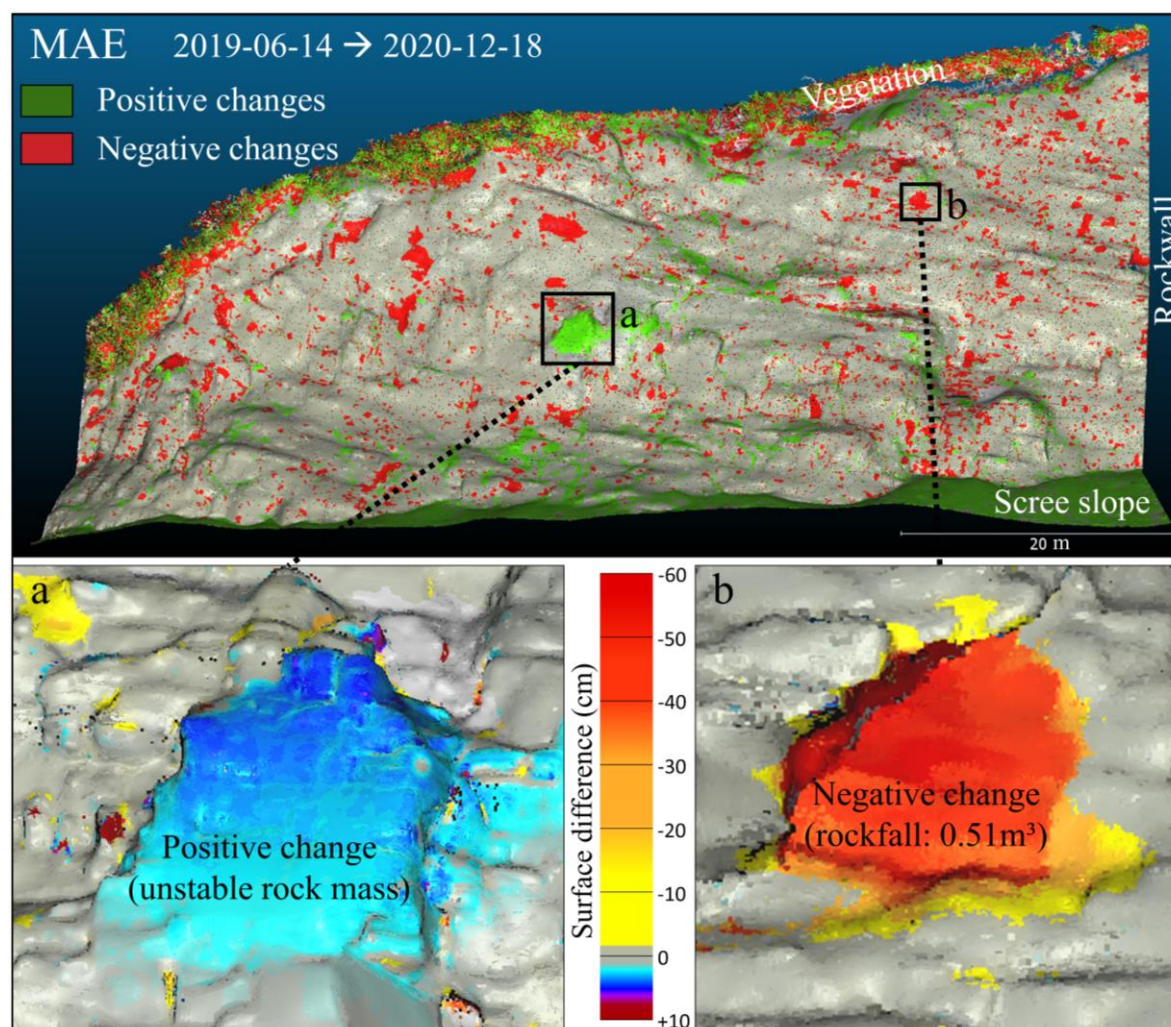 MAE 2019-06-14 → 2020-12-18
Positive changes
Negative changes
Vegetation
b
a
Rockwall
Scree slope
20 m
a
Positive change
(unstable rock mass)
Surface difference (cm)
-60
-50
-40
-30
-20
-10
0
+10
b
Negative change
(rockfall: 0.51m³)